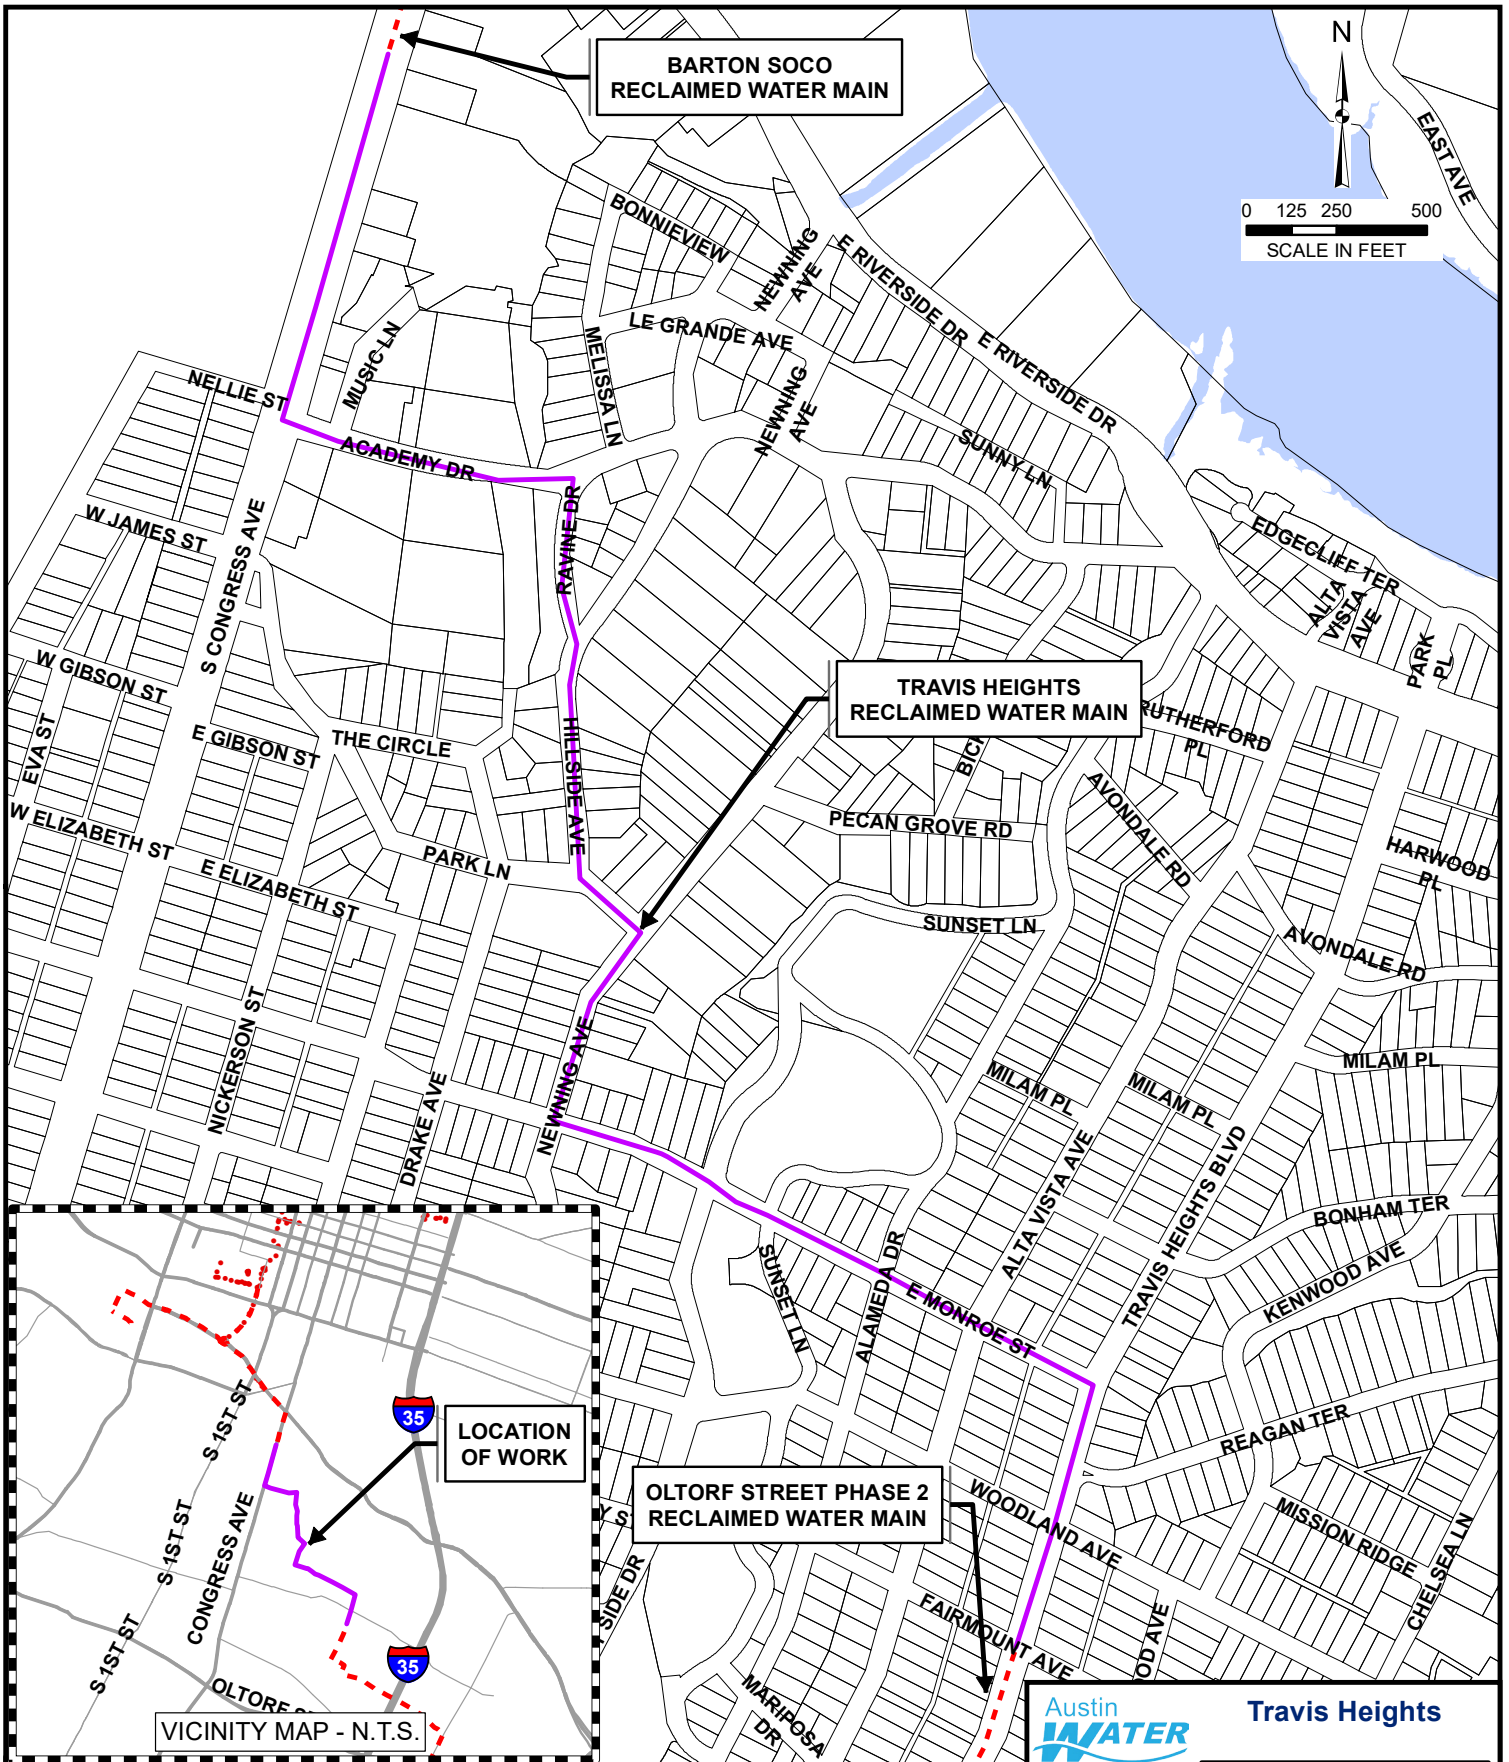 BARTON SOCO
RECLAIMED WATER MAIN
N
0 125 250 500
SCALE IN FEET
EAST AVE
BONNIEVIEW
NEWNING
AVE
E RIVERSIDE DR
E RIVERSIDE DR
LE GRANDE AVE
MELISSA LN
MUSIC LN
NELLIE ST
NEWNING
AVE
ACADEMY DR
SUNNY LN
RAVINE DR
W JAMES ST
S CONGRESS AVE
EDGECLIFF TER
ALTA
VISTA
AVE
PARK
PL
W GIBSON ST
TRAVIS HEIGHTS
RECLAIMED WATER MAIN
RUTHERFORD
PL
EVA ST
E GIBSON ST
THE CIRCLE
HILLSIDE AVE
AVONDALE RD
PECAN GROVE RD
W ELIZABETH ST
E ELIZABETH ST
PARK LN
HARWOOD
PL
SUNSET LN
AVONDALE RD
NICKERSON ST
NEWNING AVE
DRAKE AVE
MILAM PL
MILAM PL
MILAM PL
ALTA VISTA AVE
TRAVIS HEIGHTS BLVD
BONHAM TER
KENWOOD AVE
SUNSET LN
ALAMEDA DR
E MONROE ST
REAGAN TER
MISSION RIDGE
CHELSEA LN
OLTORF STREET PHASE 2
RECLAIMED WATER MAIN
WOODLAND AVE
FAIRMOUNT AVE
SIDE DR
OD AVE
MARIPOSA
DR
35
LOCATION
OF WORK
S 1ST ST
S 1ST ST
S 1ST ST
CONGRESS AVE
35
OLTORF
VICINITY MAP - N.T.S.
Austin
WATER
Travis Heights